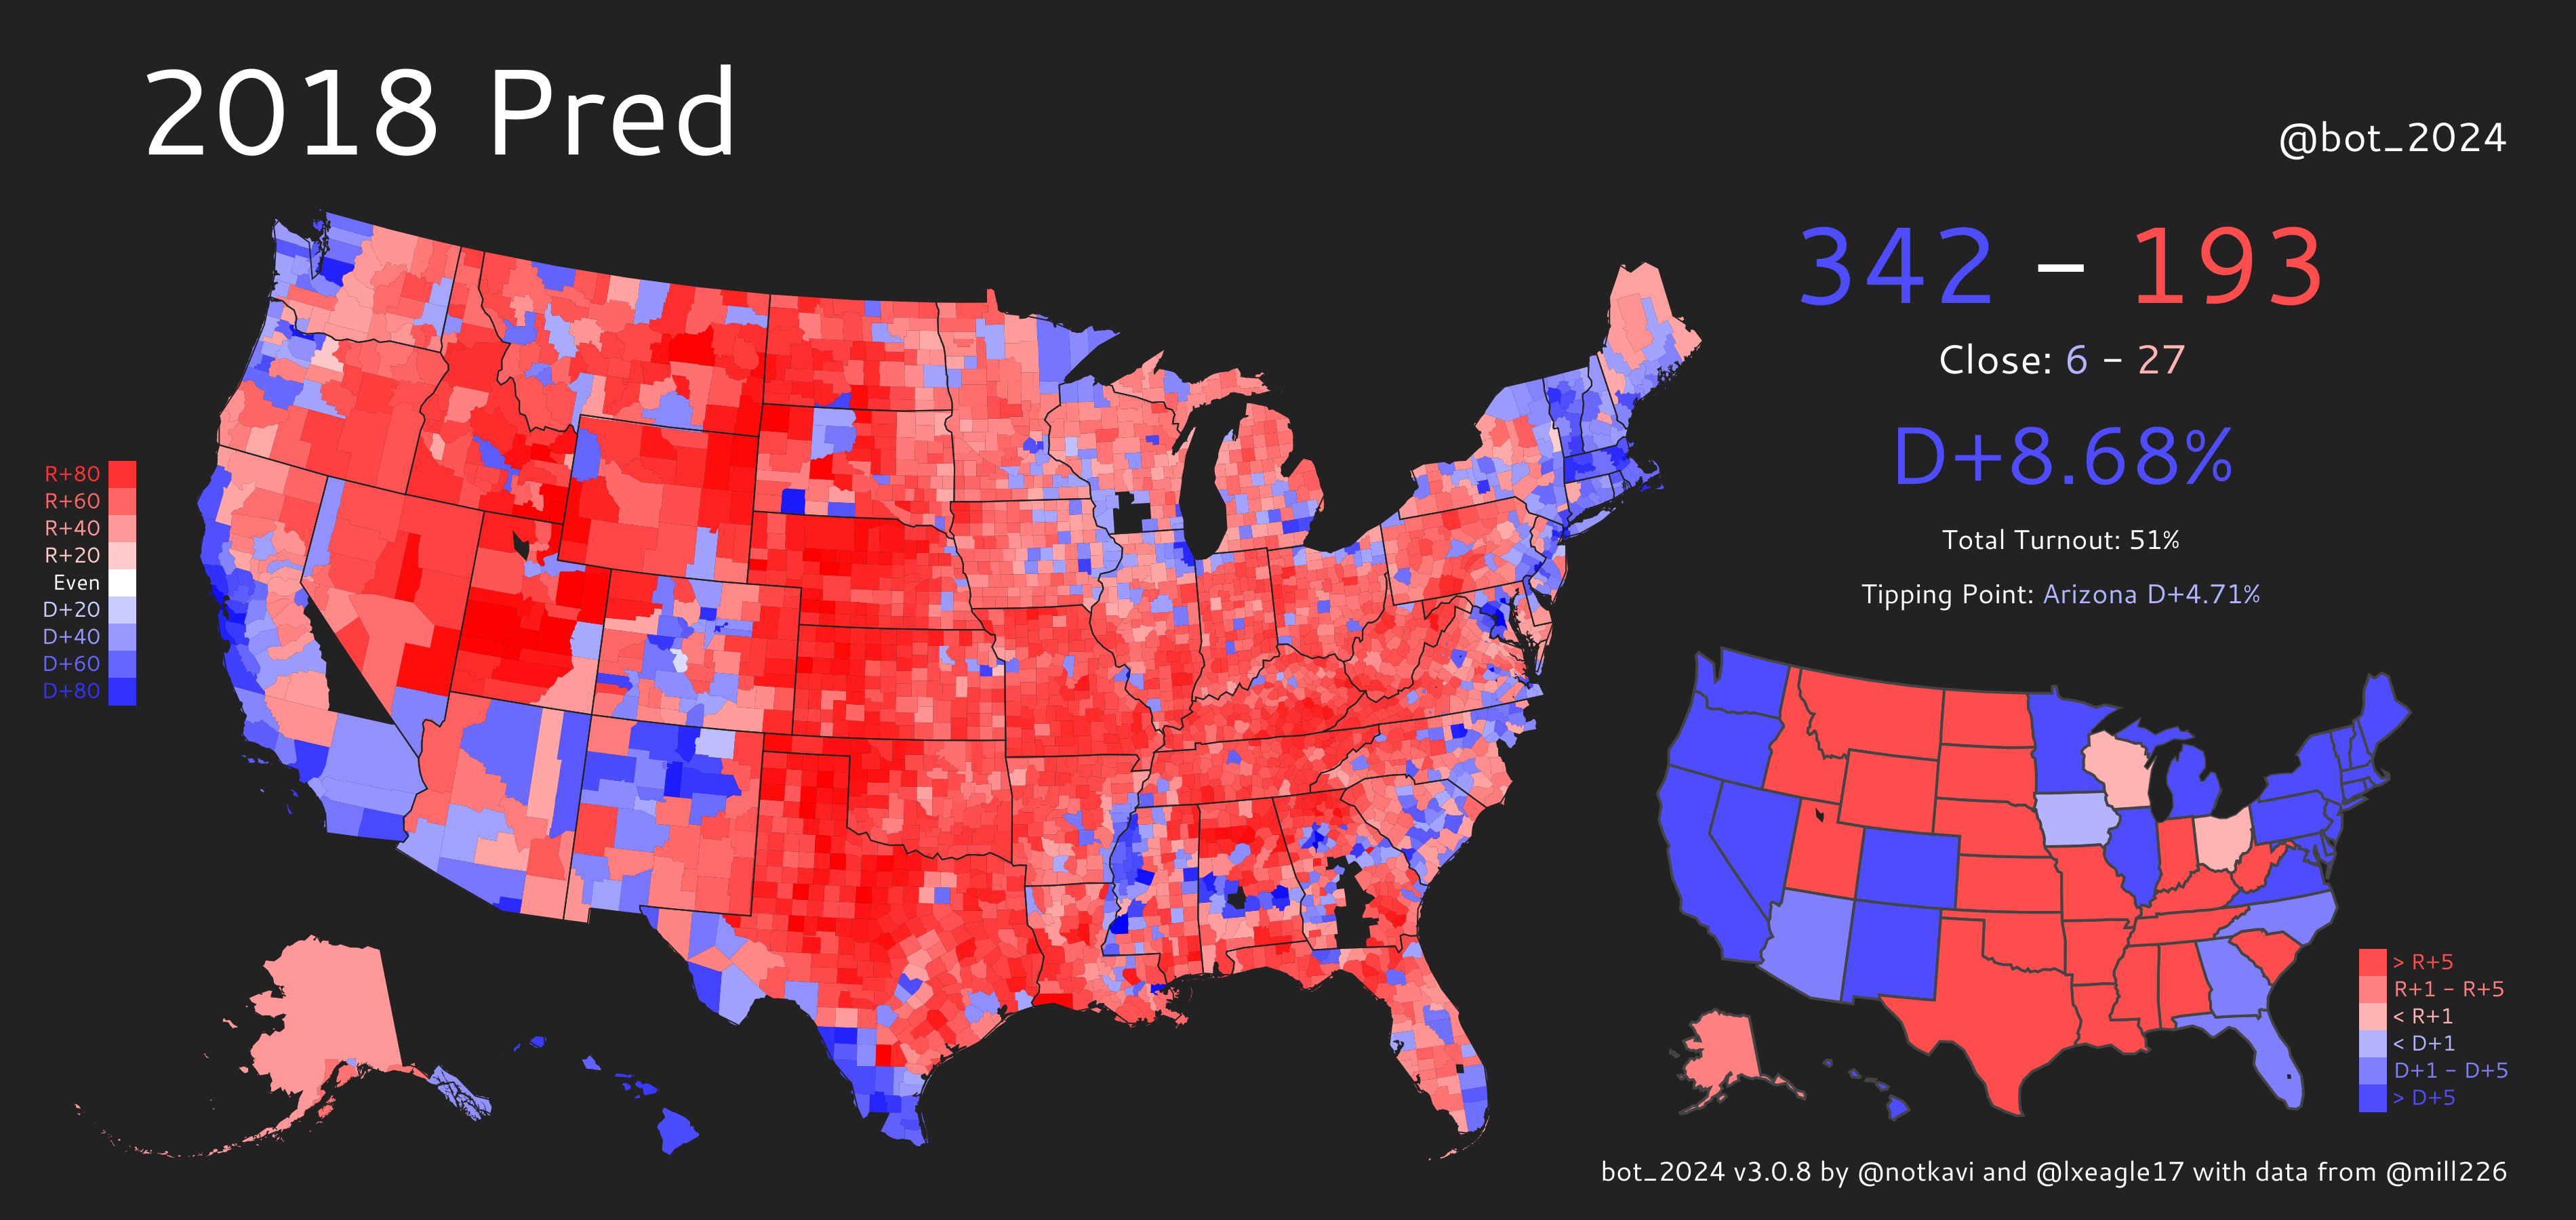 2018 Pred
@bot_2024
342 – 193
Close: 6 – 27
D+8.68%
Total Turnout: 51%
Tipping Point: Arizona D+4.71%
R+80
R+60
R+40
R+20
Even
D+20
D+40
D+60
D+80
> R+5
R+1 – R+5
< R+1
< D+1
D+1 – D+5
> D+5
bot_2024 v3.0.8 by @notkavi and @lxeagle17 with data from @mill226